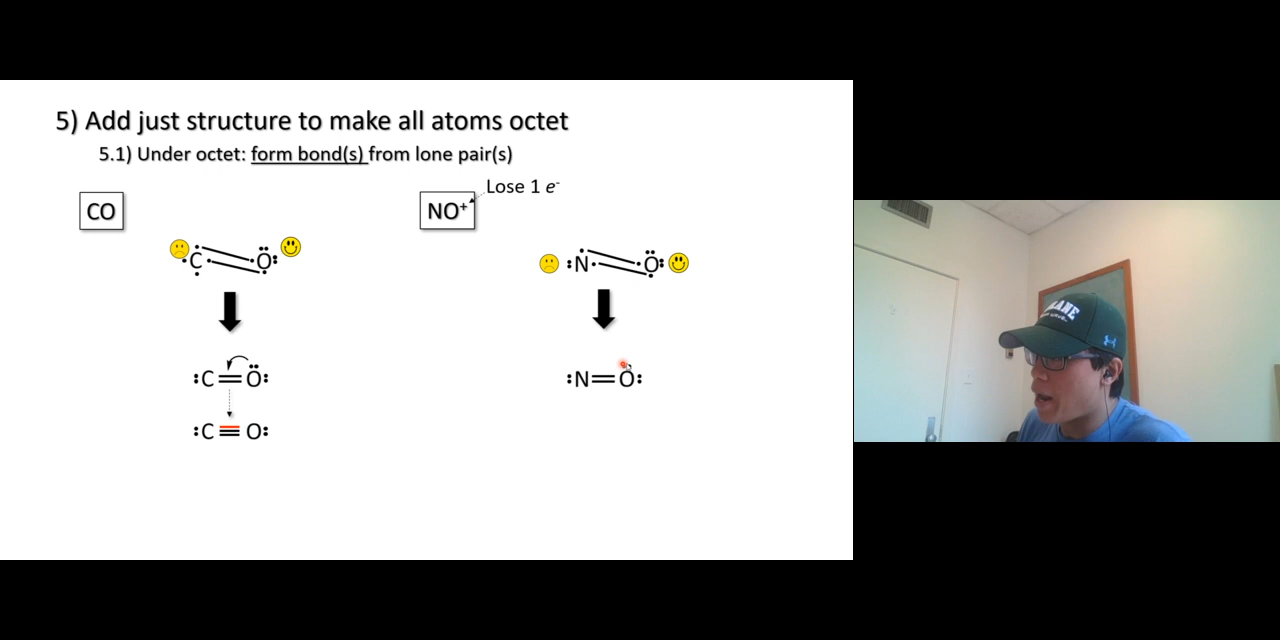 5) Add just structure to make all atoms octet
5.1) Under octet: form bond(s) from lone pair(s)
Lose 1 e⁻
CO
NO⁺
·C· ·Ö:
:N· ·Ö:
:C=Ö:
:N=O:
:C≡O: